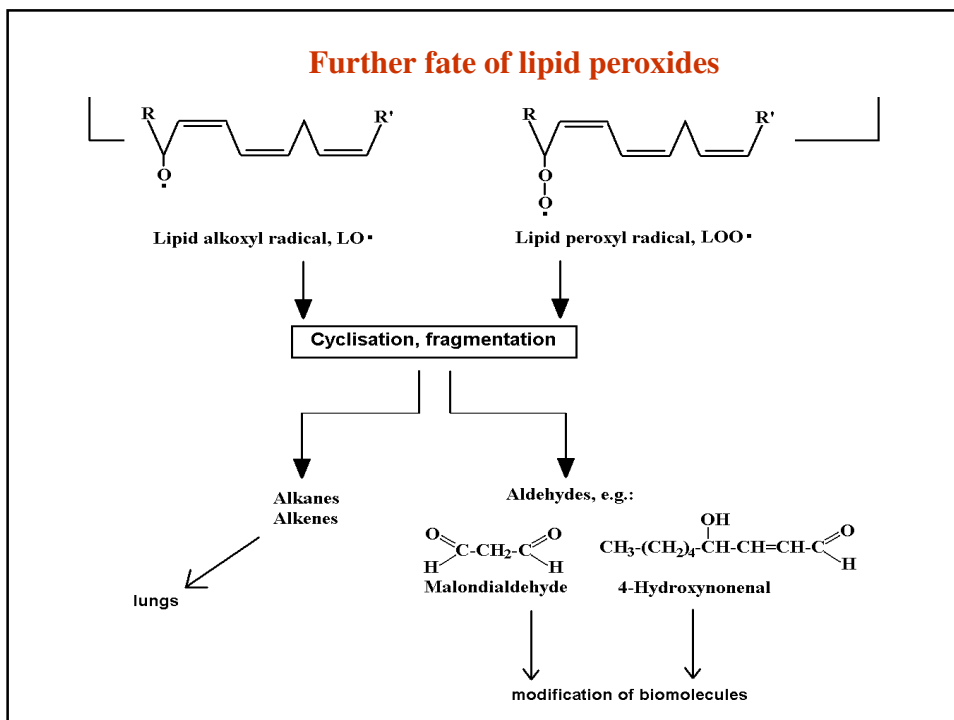 Further fate of lipid peroxides
R R'
O
•
R R'
O
O
•
Lipid alkoxyl radical, LO•
Lipid peroxyl radical, LOO•
Cyclisation, fragmentation
Alkanes
Alkenes
lungs
Aldehydes, e.g.:
O O
C-CH₂-C
H H
Malondialdehyde
OH O
CH₃-(CH₂)₄-CH-CH=CH-C
H
4-Hydroxynonenal
modification of biomolecules